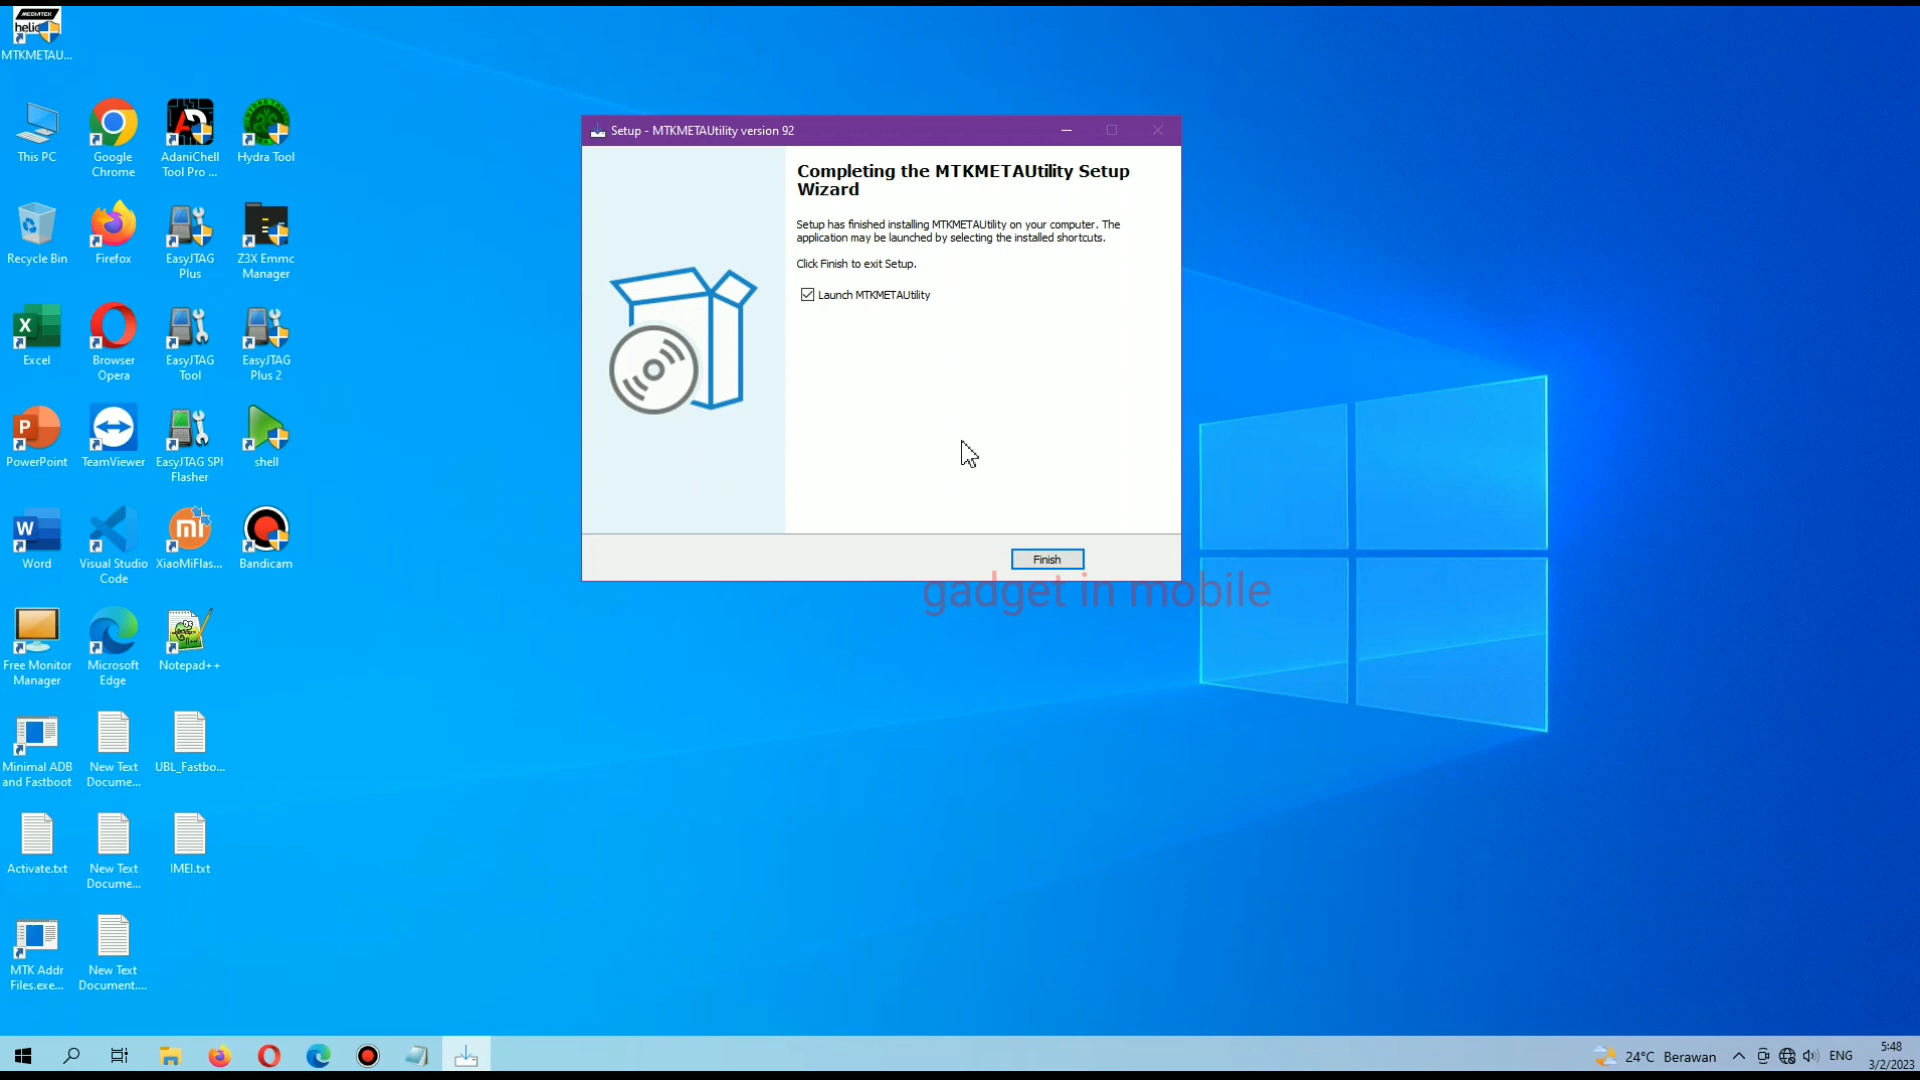 MEDIATEK
helio
MTKMETAU...
This PC
Google
Chrome
AdaniChell
Tool Pro ...
Hydra Tool
Recycle Bin
Firefox
EasyJTAG
Plus
Z3X Emmc
Manager
Excel
Browser
Opera
EasyJTAG
Tool
EasyJTAG
Plus 2
PowerPoint
TeamViewer
EasyJTAG SPI
Flasher
shell
Word
Visual Studio
Code
XiaoMiFlas...
Bandicam
Free Monitor
Manager
Microsoft
Edge
Notepad++
Minimal ADB
and Fastboot
New Text
Docume...
UBL_Fastbo...
Activate.txt
New Text
Docume...
IMEI.txt
MTK Addr
Files.exe...
New Text
Document....
Setup - MTKMETAUtility version 92
Completing the MTKMETAUtility Setup
Wizard
Setup has finished installing MTKMETAUtility on your computer. The
application may be launched by selecting the installed shortcuts.
Click Finish to exit Setup.
Launch MTKMETAUtility
Finish
gadget in mobile
24°C Berawan
ENG
5:48
3/2/2023